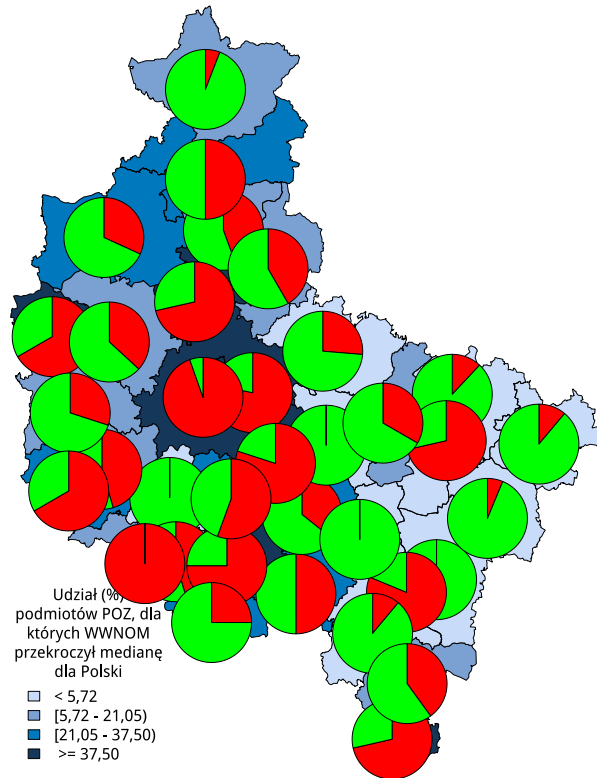 Udział (%)
podmiotów POZ, dla
których WWNOM
przekroczył medianę
dla Polski
< 5,72
[5,72 - 21,05)
[21,05 - 37,50)
>= 37,50